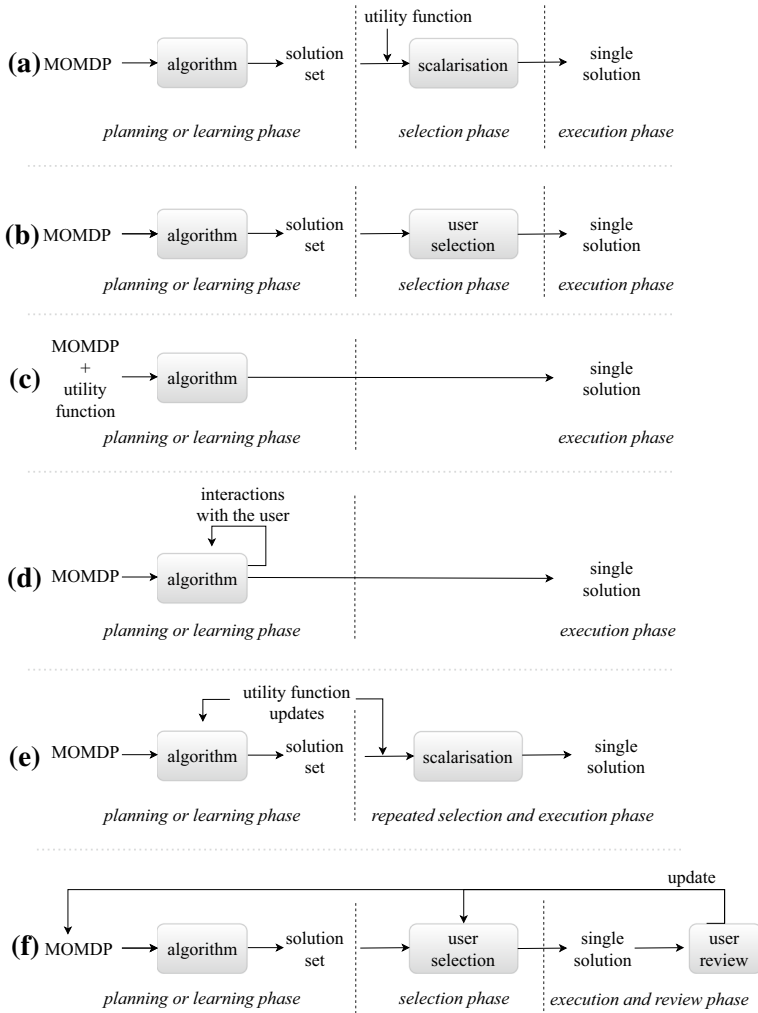 utility function
(a) MOMDP algorithm solution set scalarisation single solution
planning or learning phase selection phase execution phase
(b) MOMDP algorithm solution set user selection single solution
planning or learning phase selection phase execution phase
(c) MOMDP + utility function algorithm single solution
planning or learning phase execution phase
interactions with the user
(d) MOMDP algorithm single solution
planning or learning phase execution phase
utility function updates
(e) MOMDP algorithm solution set scalarisation single solution
planning or learning phase repeated selection and execution phase
update
(f) MOMDP algorithm solution set user selection single solution user review
planning or learning phase selection phase execution and review phase